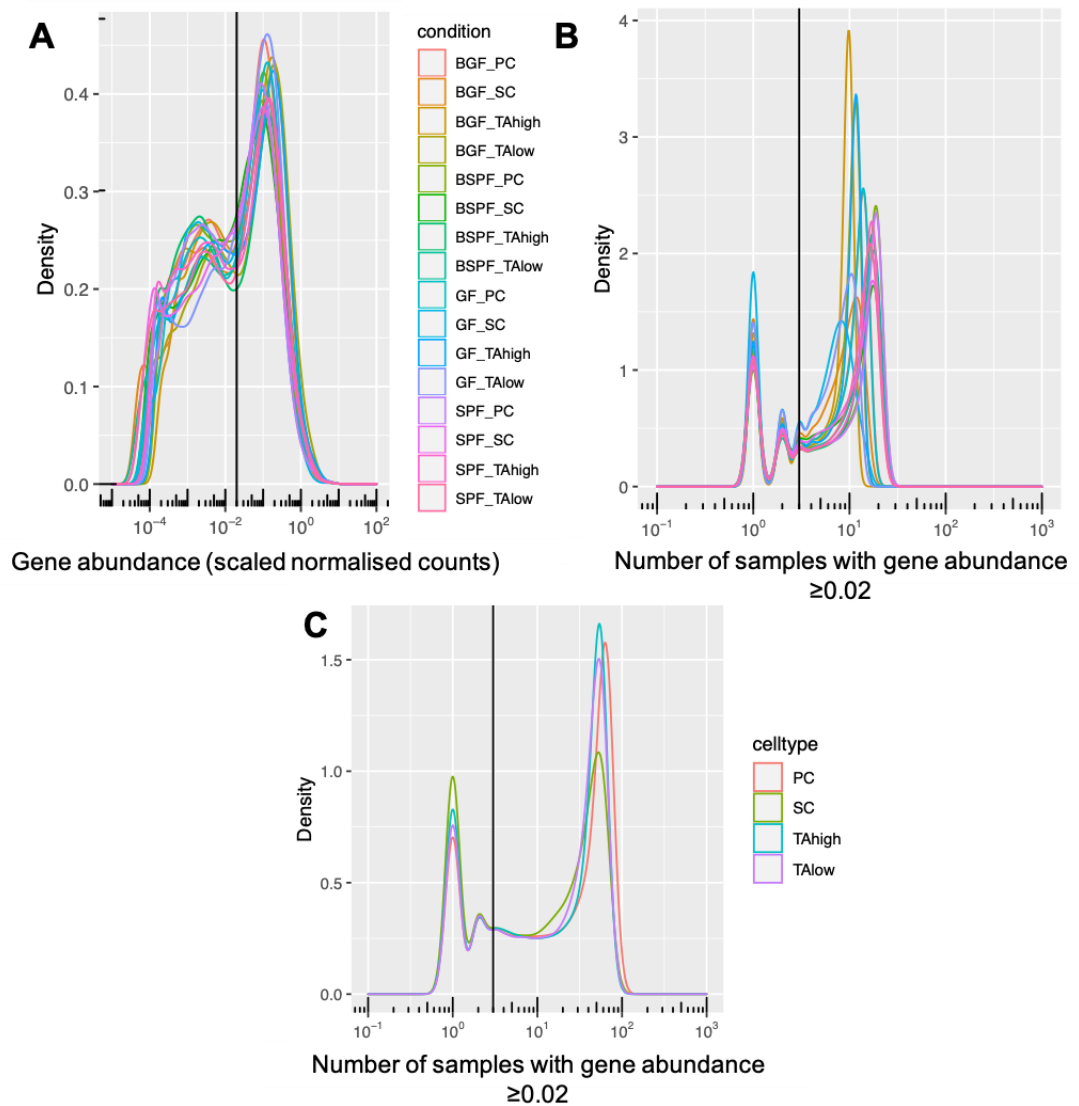 A
Density
0.4
0.3
0.2
0.1
0.0
10⁻⁴
10⁻²
10⁰
10²
Gene abundance (scaled normalised counts)
condition
BGF_PC
BGF_SC
BGF_TAhigh
BGF_TAlow
BSPF_PC
BSPF_SC
BSPF_TAhigh
BSPF_TAlow
GF_PC
GF_SC
GF_TAhigh
GF_TAlow
SPF_PC
SPF_SC
SPF_TAhigh
SPF_TAlow
B
Density
4
3
2
1
0
10⁻¹
10⁰
10¹
10²
10³
Number of samples with gene abundance
≥0.02
C
Density
1.5
1.0
0.5
0.0
10⁻¹
10⁰
10¹
10²
10³
Number of samples with gene abundance
≥0.02
celltype
PC
SC
TAhigh
TAlow